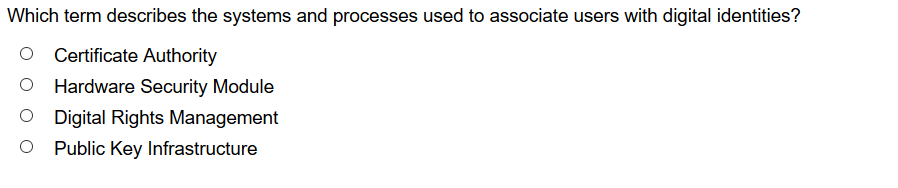 Which term describes the systems and processes used to associate users with digital identities?
Certificate Authority
Hardware Security Module
Digital Rights Management
Public Key Infrastructure